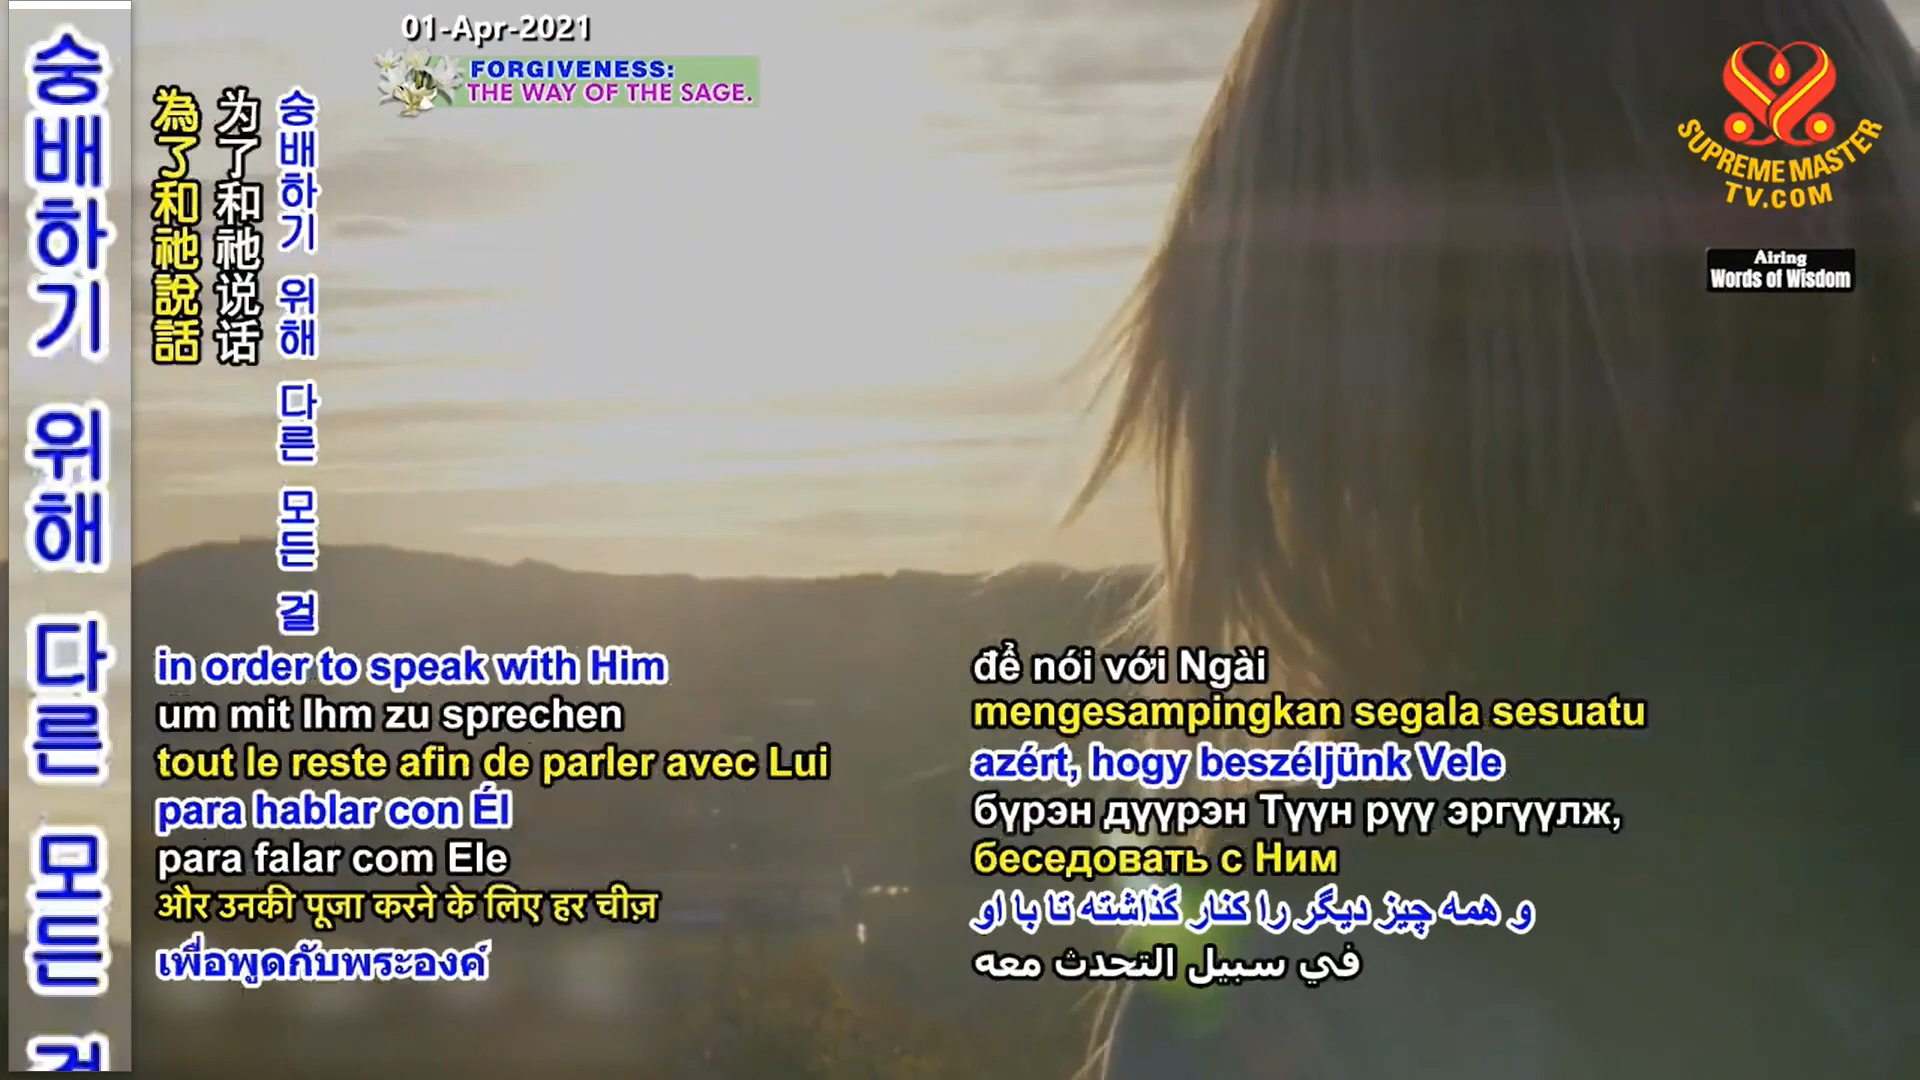 01-Apr-2021
FORGIVENESS:
THE WAY OF THE SAGE.
SUPREME MASTER
TV.COM
Airing
Words of Wisdom
숭배하기 위해 다른 모든 걸
為了和祂說話
为了和祂说话
숭배하기 위해 다른 모든 걸
in order to speak with Him
um mit Ihm zu sprechen
tout le reste afin de parler avec Lui
para hablar con Él
para falar com Ele
और उनकी पूजा करने के लिए हर चीज़
เพื่อพูดกับพระองค์
để nói với Ngài
mengesampingkan segala sesuatu
azért, hogy beszéljünk Vele
бүрэн дүүрэн Түүн рүү эргүүлж,
беседовать с Ним
و همه چیز دیگر را کنار گذاشته تا با او
في سبيل التحدث معه